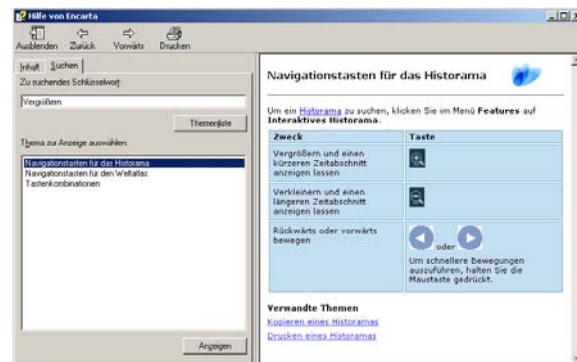 Hilfe von Encarta
Ausblenden Zurück Vorwärts Drucken
Inhalt Suchen
Zu suchendes Schlüsselwort:
Vergrößern
Themenliste
Thema zur Anzeige auswählen:
Navigationstasten für das Historama
Navigationstasten für den Weltatlas
Tastenkombinationen
Anzeigen
Navigationstasten für das Historama
Um ein Historama zu suchen, klicken Sie im Menü Features auf
Interaktives Historama.
Zweck Taste
Vergrößern und einen
kürzeren Zeitabschnitt
anzeigen lassen
Verkleinern und einen
längeren Zeitabschnitt
anzeigen lassen
Rückwärts oder vorwärts
bewegen
oder
Um schnellere Bewegungen
auszuführen, halten Sie die
Maustaste gedrückt.
Verwandte Themen
Kopieren eines Historamas
Drucken eines Historamas